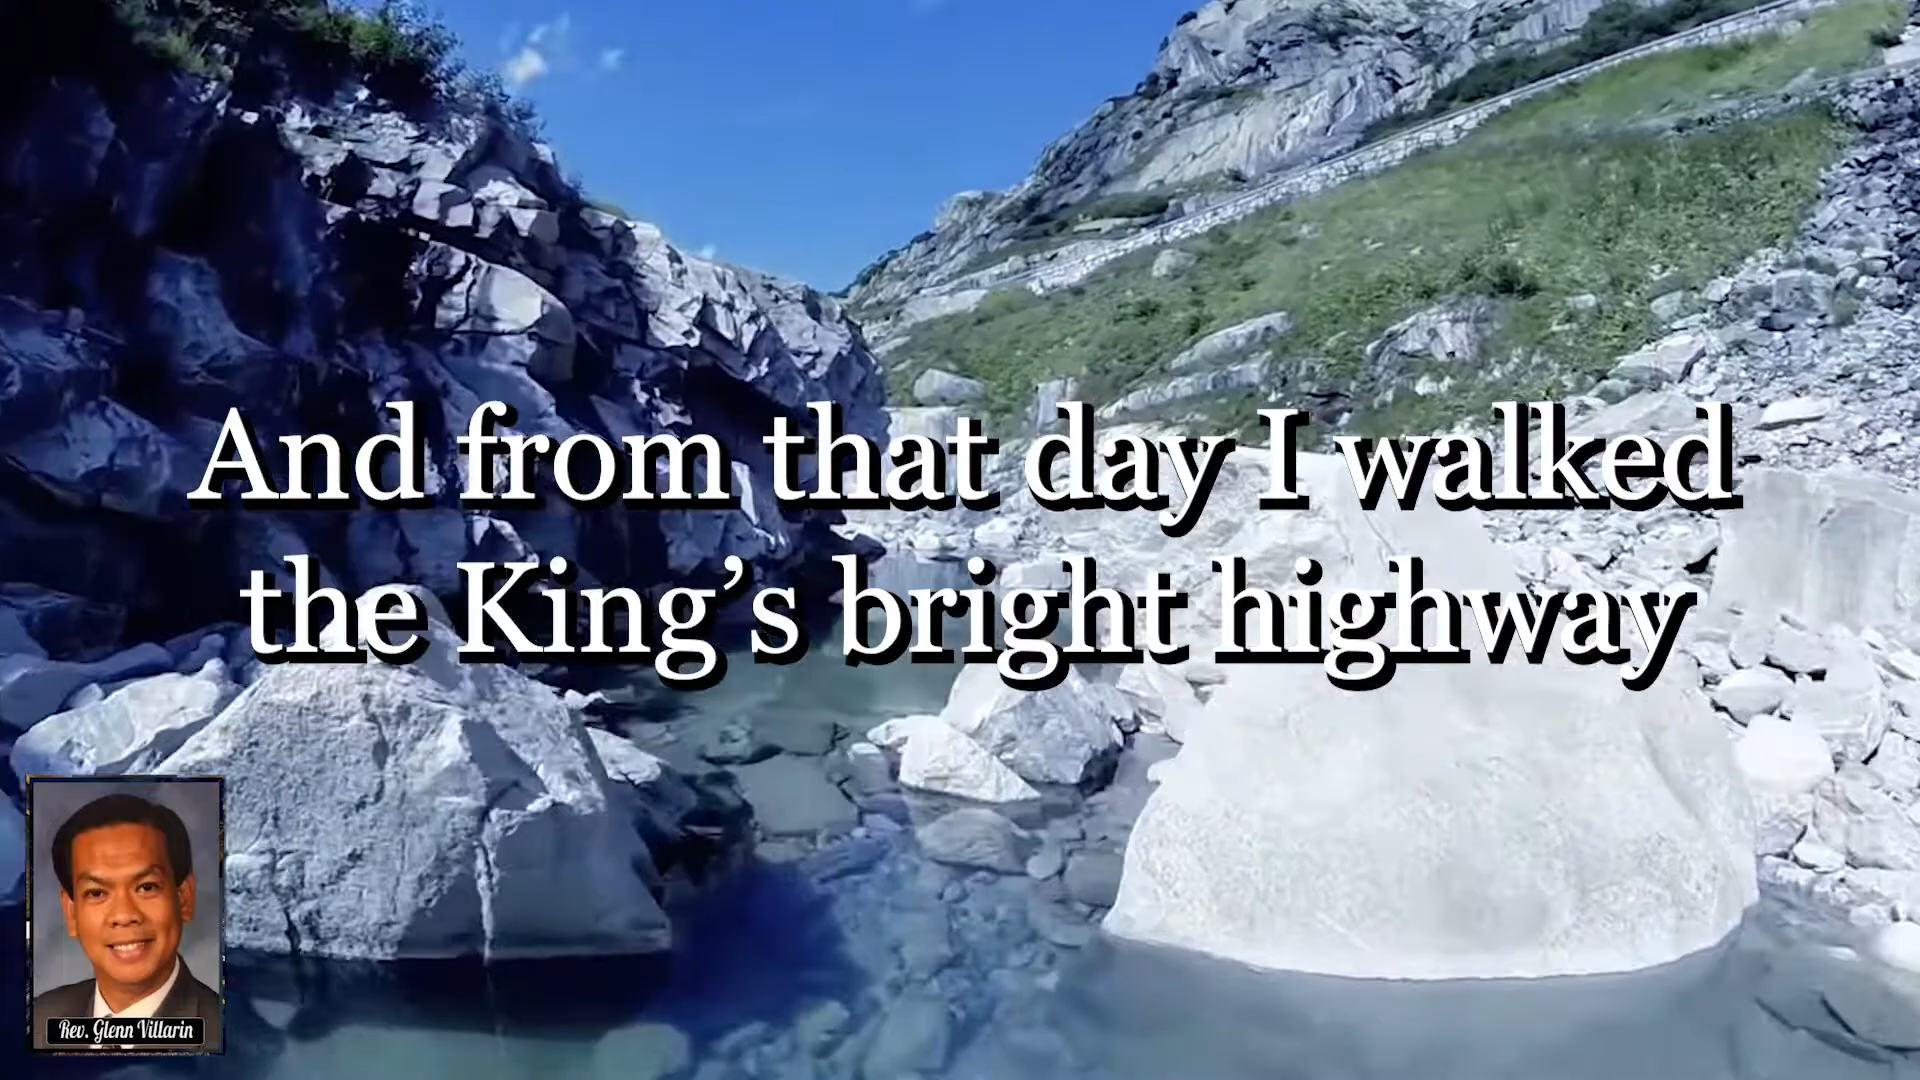 And from that day I walked
the King’s bright highway
Rev. Glenn Villarin